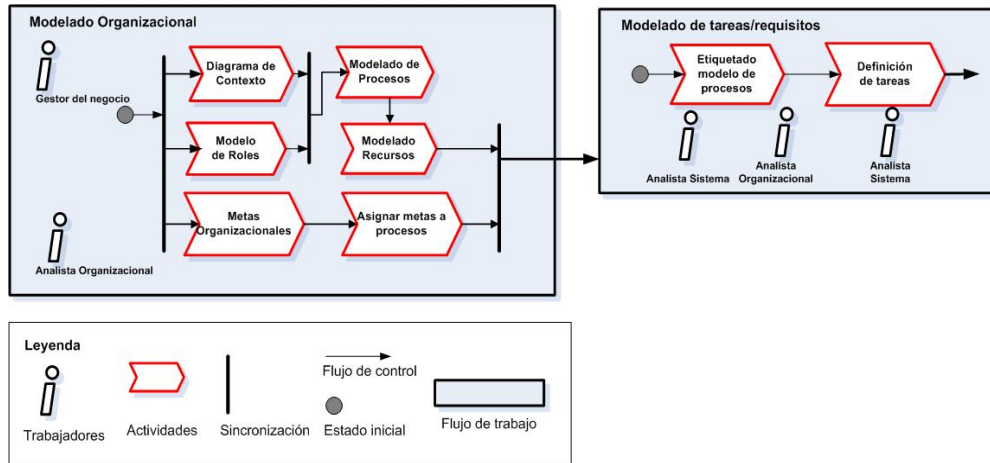 Modelado Organizacional
Gestor del negocio
Diagrama de
Contexto
Modelado de
Procesos
Modelo
de Roles
Modelado
Recursos
Metas
Organizacionales
Asignar metas a
procesos
Analista Organizacional
Modelado de tareas/requisitos
Etiquetado
modelo de
procesos
Definición
de tareas
Analista Sistema
Analista
Organizacional
Analista
Sistema
Leyenda
Trabajadores
Actividades
Sincronización
Flujo de control
Estado inicial
Flujo de trabajo